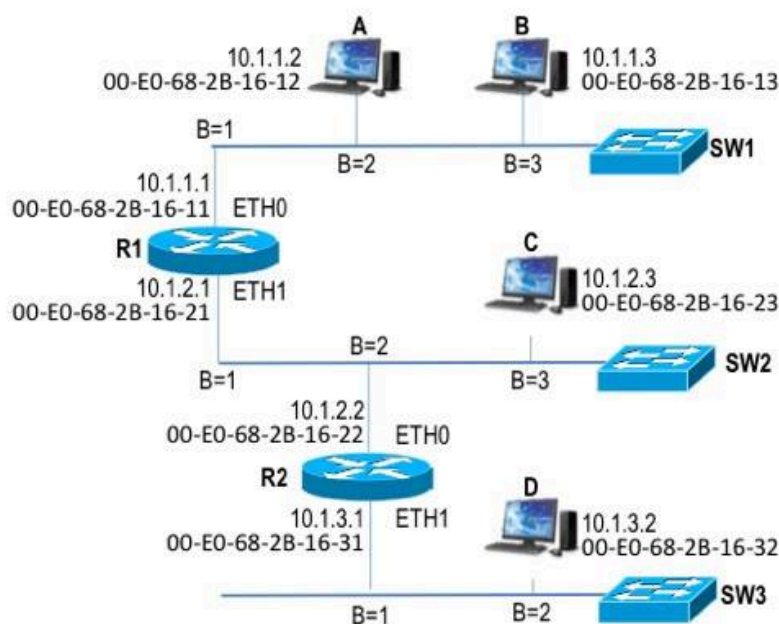 A
B
10.1.1.2
00-E0-68-2B-16-12
10.1.1.3
00-E0-68-2B-16-13
B=1
B=2
B=3
SW1
10.1.1.1
00-E0-68-2B-16-11
ETH0
R1
10.1.2.1
00-E0-68-2B-16-21
ETH1
C
10.1.2.3
00-E0-68-2B-16-23
B=2
B=1
B=3
SW2
10.1.2.2
00-E0-68-2B-16-22
ETH0
R2
10.1.3.1
00-E0-68-2B-16-31
ETH1
D
10.1.3.2
00-E0-68-2B-16-32
B=1
B=2
SW3